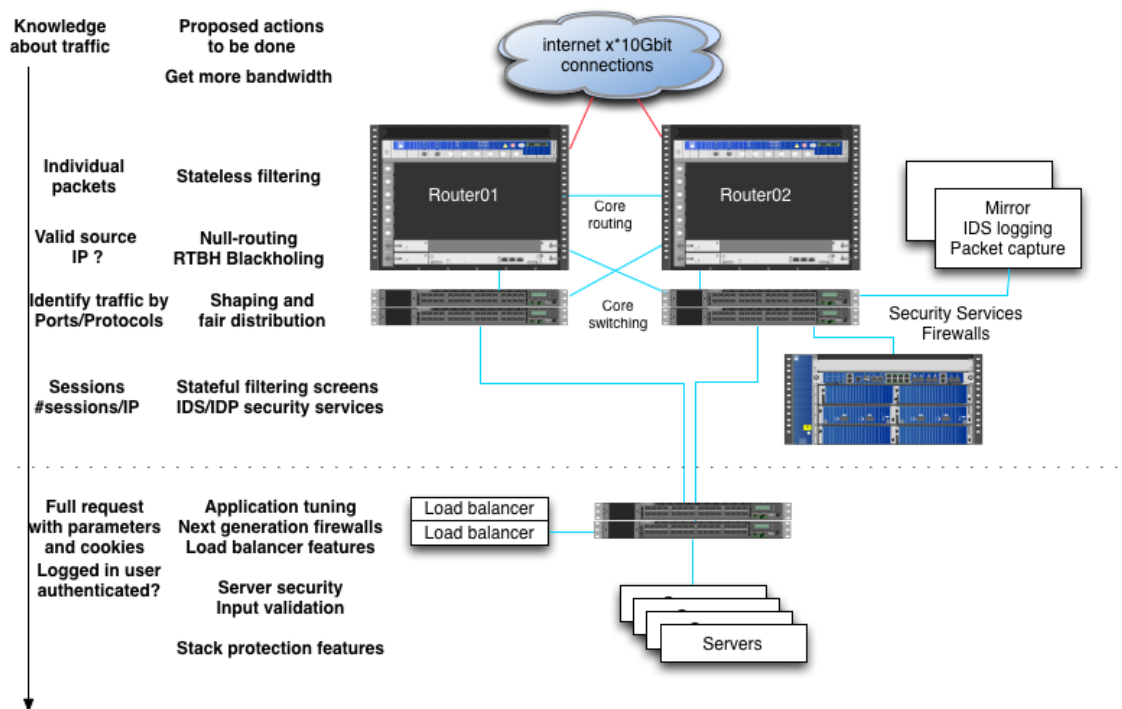 Knowledge
about traffic
Proposed actions
to be done
Get more bandwidth
internet x*10Gbit
connections
Individual
packets
Stateless filtering
Router01
Router02
Core
routing
Mirror
IDS logging
Packet capture
Valid source
IP ?
Null-routing
RTBH Blackholing
Identify traffic by
Ports/Protocols
Shaping and
fair distribution
Core
switching
Security Services
Firewalls
Sessions
#sessions/IP
Stateful filtering screens
IDS/IDP security services
Full request
with parameters
and cookies
Logged in user
authenticated?
Application tuning
Next generation firewalls
Load balancer features
Load balancer
Load balancer
Server security
Input validation
Stack protection features
Servers